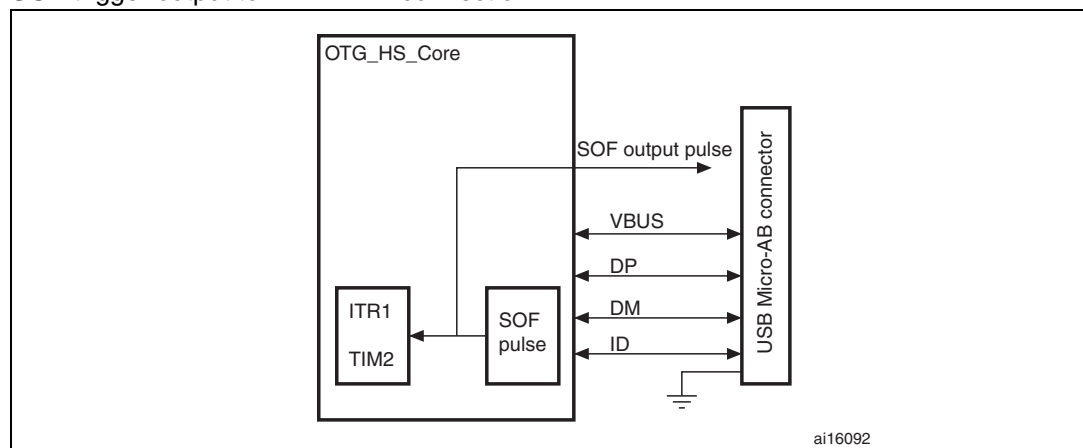 OTG_HS_Core
SOF output pulse
VBUS
DP
DM
ID
ITR1
TIM2
SOF
pulse
USB Micro-AB connector
ai16092